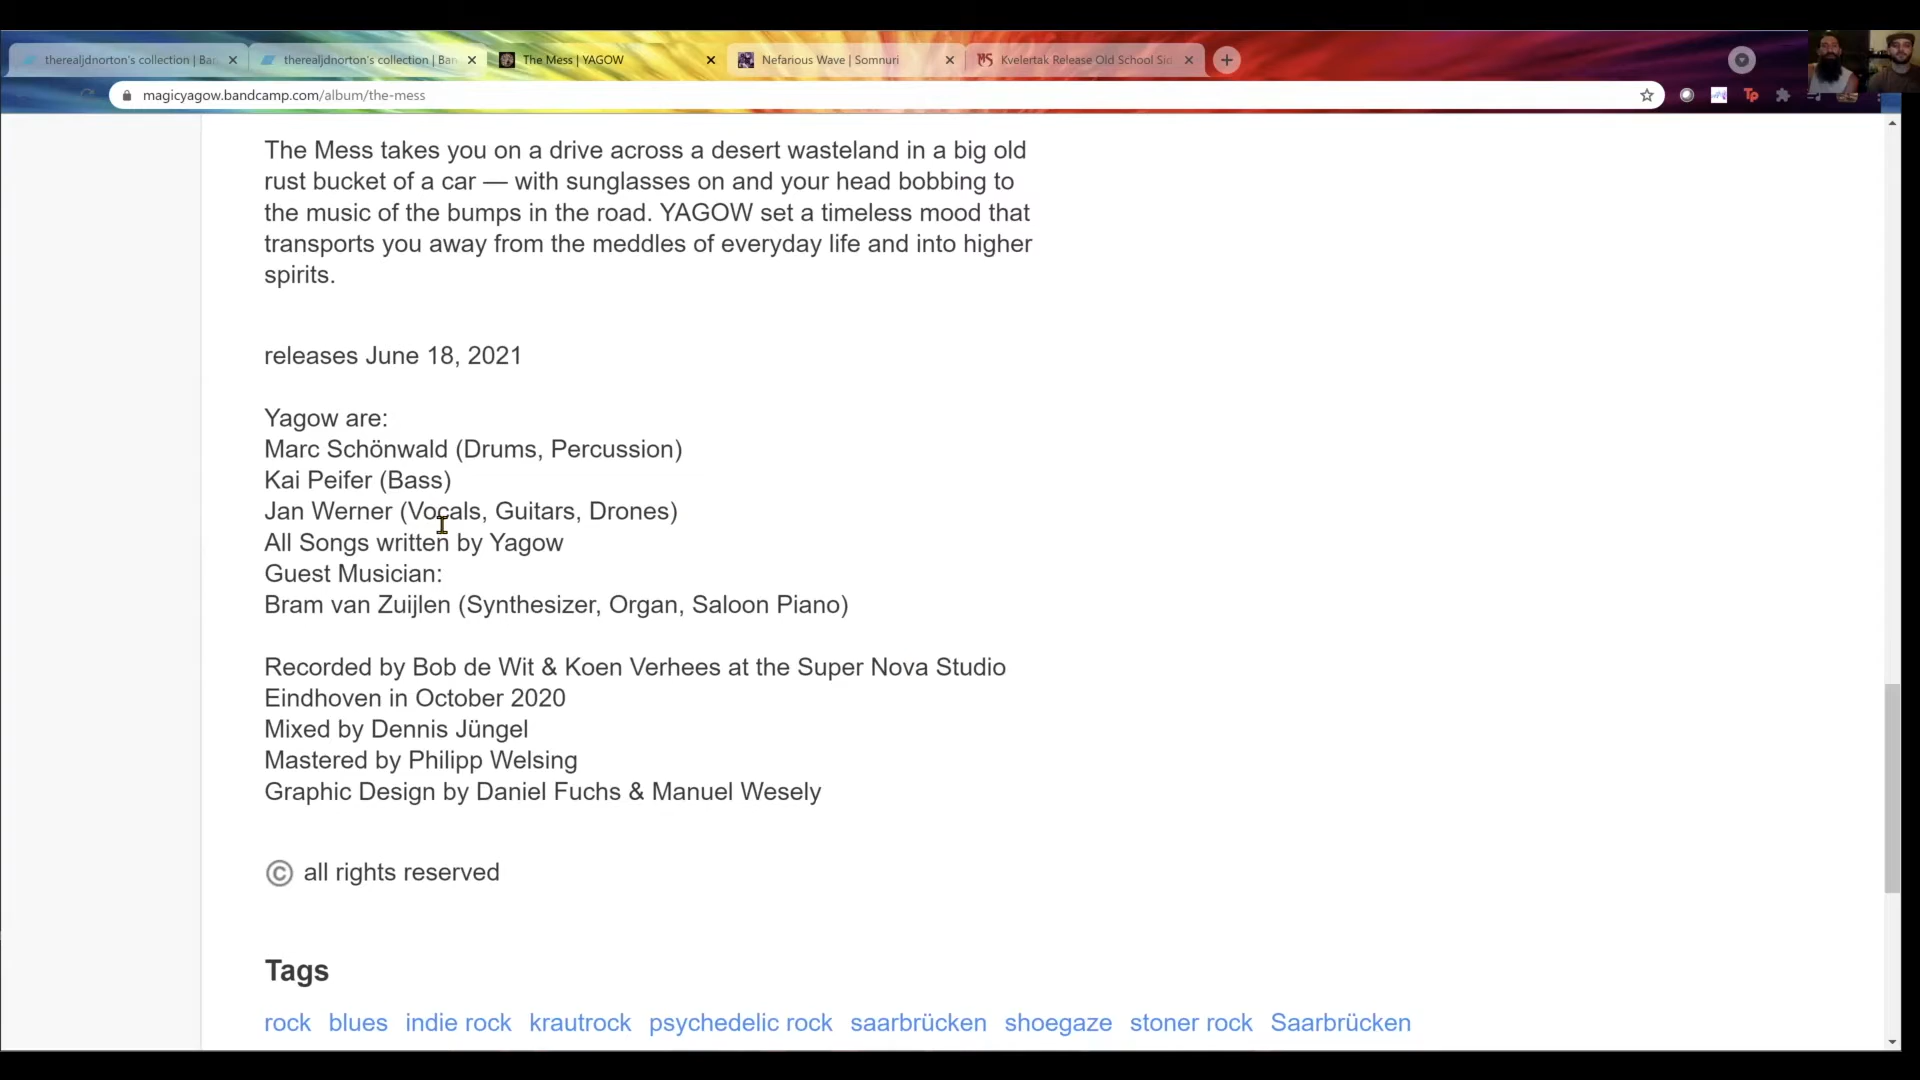 therealjdnorton's collection | Ba
therealjdnorton's collection | Ban
The Mess | YAGOW
Nefarious Wave | Somnuri
Kvelertak Release Old School Sid
magicyagow.bandcamp.com/album/the-mess
Tp
The Mess takes you on a drive across a desert wasteland in a big old
rust bucket of a car — with sunglasses on and your head bobbing to
the music of the bumps in the road. YAGOW set a timeless mood that
transports you away from the meddles of everyday life and into higher
spirits.
releases June 18, 2021
Yagow are:
Marc Schönwald (Drums, Percussion)
Kai Peifer (Bass)
Jan Werner (Vocals, Guitars, Drones)
All Songs written by Yagow
Guest Musician:
Bram van Zuijlen (Synthesizer, Organ, Saloon Piano)
Recorded by Bob de Wit & Koen Verhees at the Super Nova Studio
Eindhoven in October 2020
Mixed by Dennis Jüngel
Mastered by Philipp Welsing
Graphic Design by Daniel Fuchs & Manuel Wesely
© all rights reserved
Tags
rock blues indie rock krautrock psychedelic rock saarbrücken shoegaze stoner rock Saarbrücken